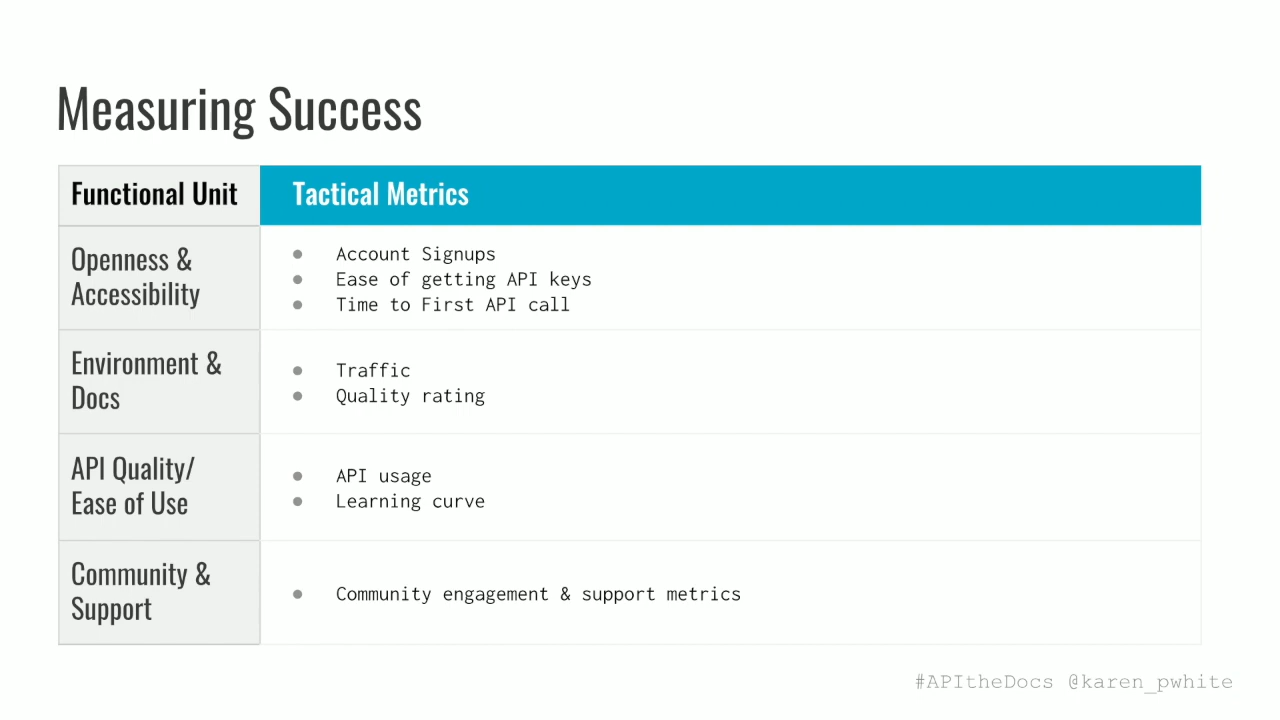 Measuring Success
Functional Unit
Tactical Metrics
Openness &
Accessibility
Account Signups
Ease of getting API keys
Time to First API call
Environment &
Docs
Traffic
Quality rating
API Quality/
Ease of Use
API usage
Learning curve
Community &
Support
Community engagement & support metrics
#APItheDocs @karen_pwhite